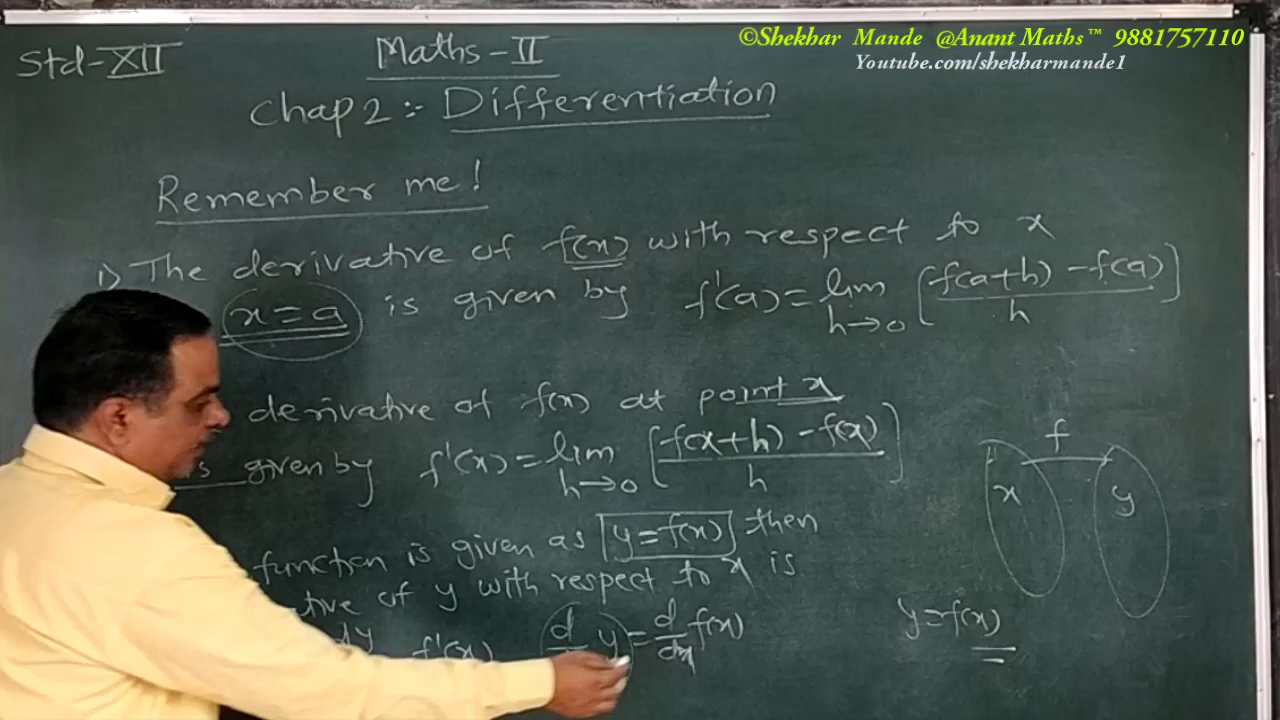 ©Shekhar Mande @Anant Maths™ 9881757110
Youtube.com/shekharmande1
Std-XII
Maths-II
Chap 2:- Differentiation
Remember me!
1) The derivative of f(x) with respect to x
x=a is given by f'(a) = lim h→0 [f(a+h) - f(a) / h]
derivative of f(x) at point x
is given by f'(x) = lim h→0 [f(x+h) - f(x) / h]
function is given as y=f(x) then
of y with respect to x is
dy f'(x) d y = d/dx f(x)
f
x y
y=f(x)